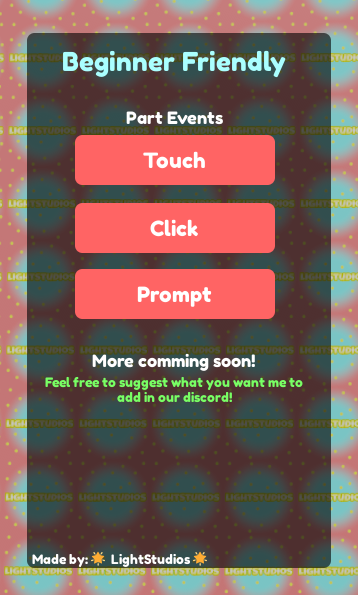 Beginner Friendly
Part Events
Touch
Click
Prompt
More comming soon!
Feel free to suggest what you want me to
add in our discord!
Made by: ☀️ LightStudios ☀️